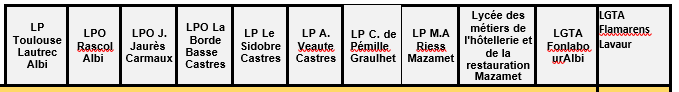 LP
Toulouse
Lautrec
Albi
LPO
Rascol
Albi
LPO J.
Jaurès
Carmaux
LPO La
Borde
Basse
Castres
LP Le
Sidobre
Castres
LP A.
Veaute
Castres
LP C. de
Pémille
Graulhet
LP M.A
Riess
Mazamet
Lycée des
métiers de
l'hôtellerie et
de la
restauration
Mazamet
LGTA
Fonlabo
urAlbi
LGTA
Flamarens
Lavaur